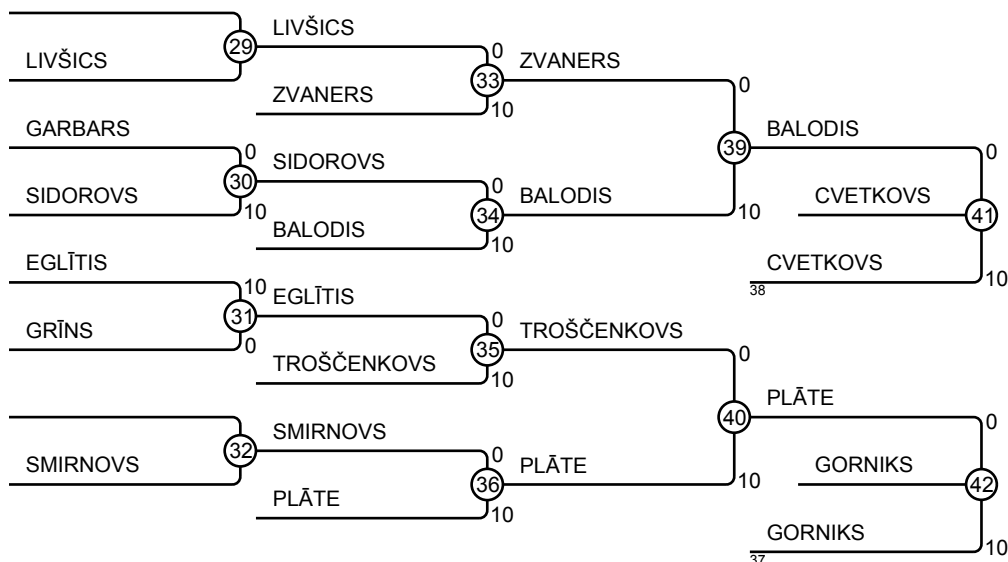 LIVŠICS
29
LIVŠICS
0
33
ZVANERS
10
ZVANERS
0
39
GARBARS
0
30
SIDOROVS
10
SIDOROVS
0
34
BALODIS
10
BALODIS
10
BALODIS
0
CVETKOVS
41
CVETKOVS
38
10
EGLĪTIS
10
31
GRĪNS
0
EGLĪTIS
0
35
TROŠČENKOVS
10
TROŠČENKOVS
0
40
SMIRNOVS
32
SMIRNOVS
0
36
PLĀTE
10
PLĀTE
10
PLĀTE
0
GORNIKS
42
GORNIKS
37
10